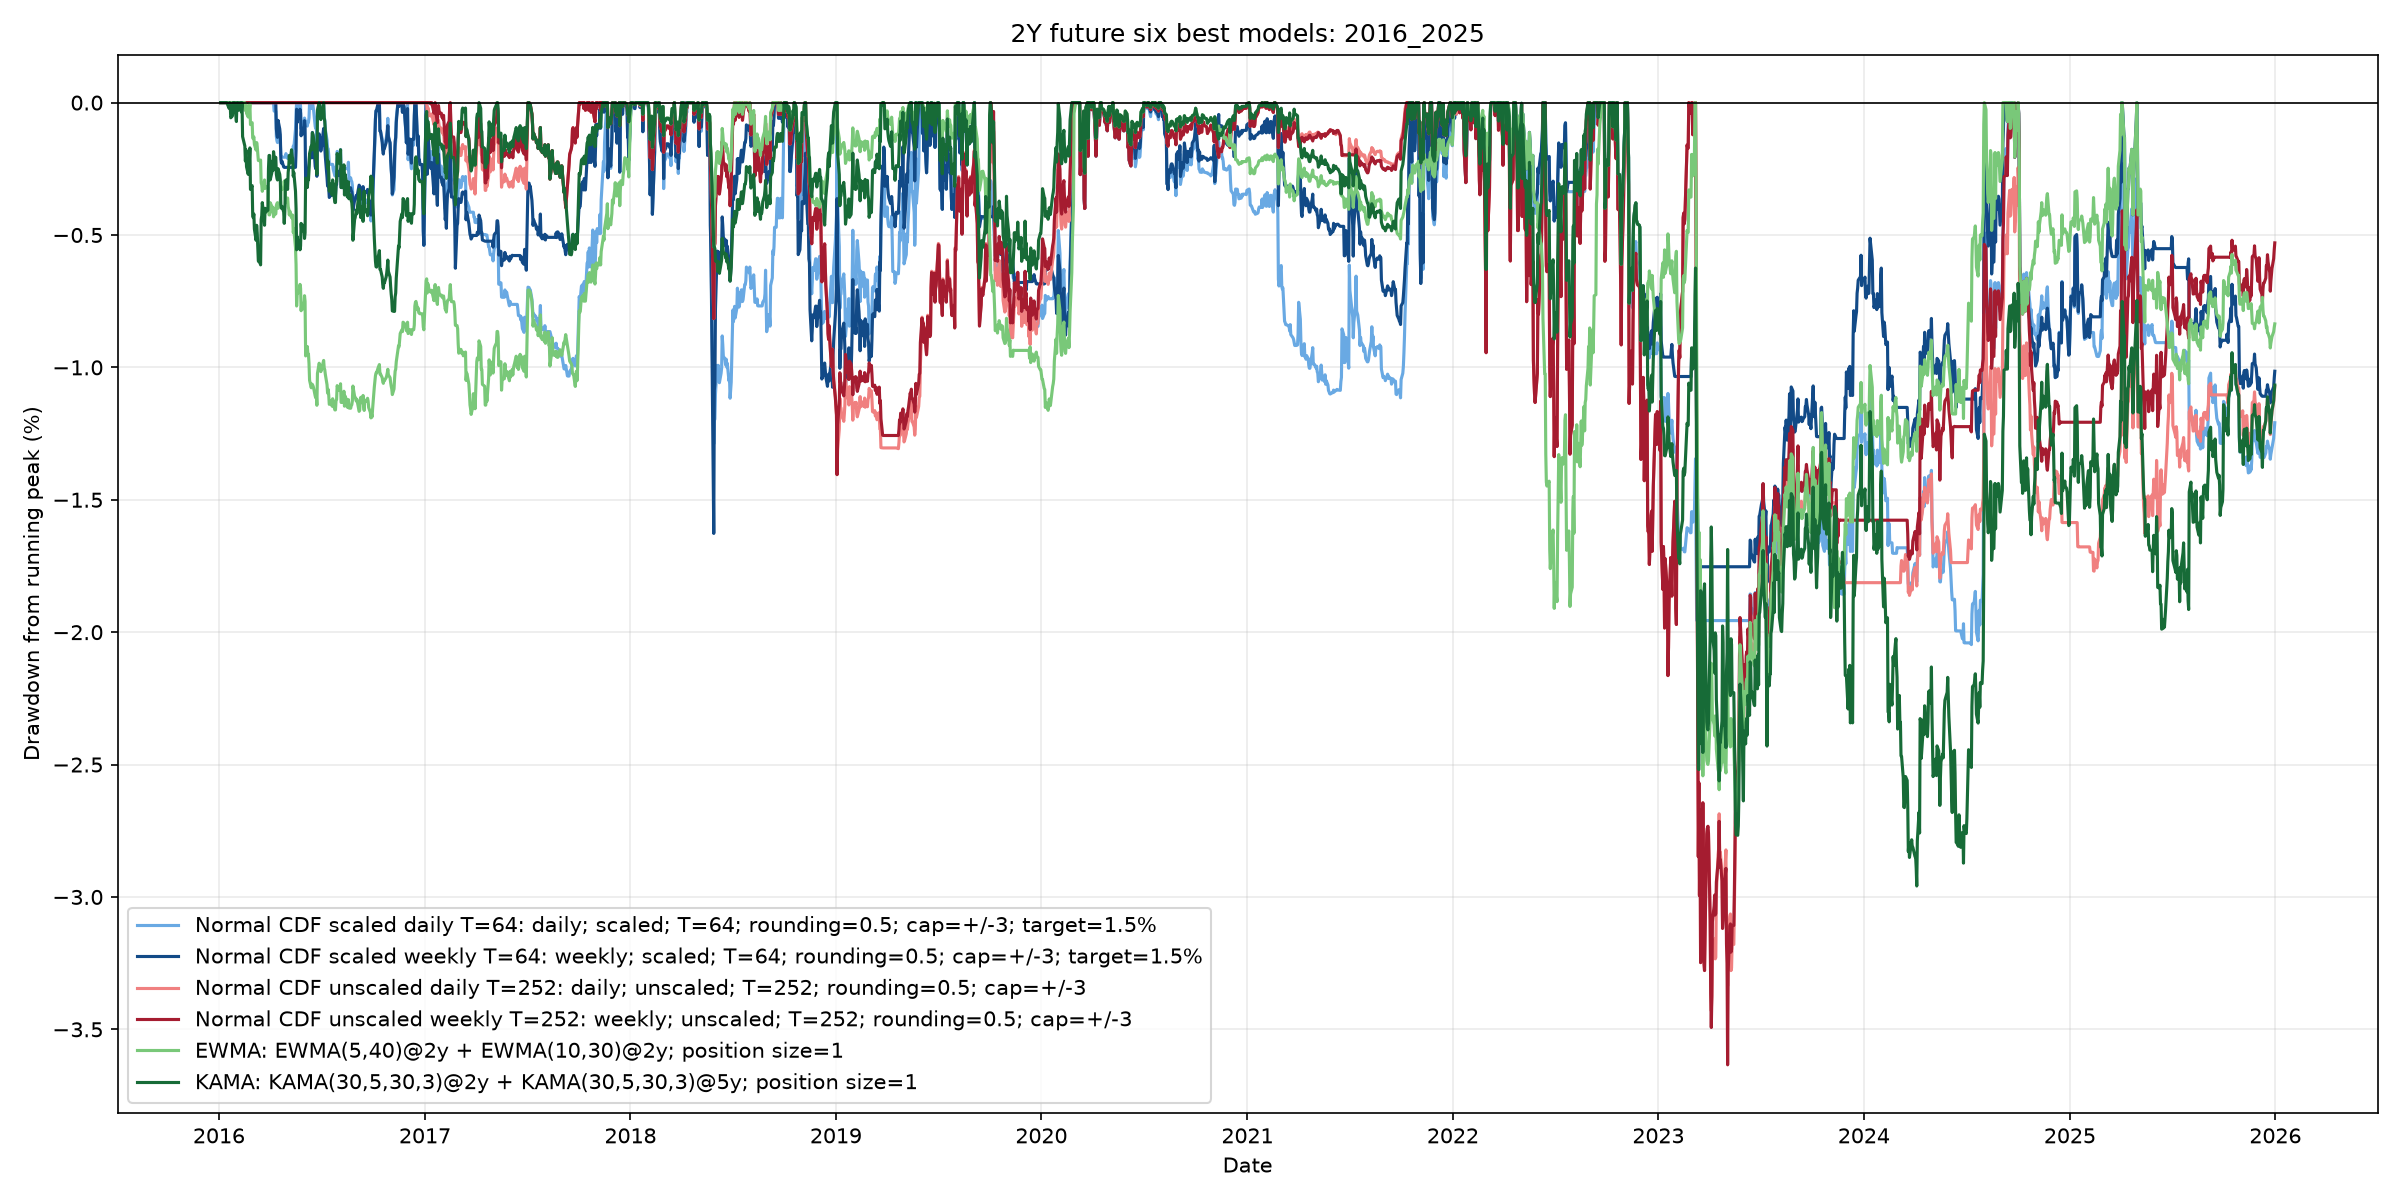 2Y future six best models: 2016_2025
Drawdown from running peak (%)
0.0
−0.5
−1.0
−1.5
−2.0
−2.5
−3.0
−3.5
Normal CDF scaled daily T=64: daily; scaled; T=64; rounding=0.5; cap=+/-3; target=1.5%
Normal CDF scaled weekly T=64: weekly; scaled; T=64; rounding=0.5; cap=+/-3; target=1.5%
Normal CDF unscaled daily T=252: daily; unscaled; T=252; rounding=0.5; cap=+/-3
Normal CDF unscaled weekly T=252: weekly; unscaled; T=252; rounding=0.5; cap=+/-3
EWMA: EWMA(5,40)@2y + EWMA(10,30)@2y; position size=1
KAMA: KAMA(30,5,30,3)@2y + KAMA(30,5,30,3)@5y; position size=1
2016 2017 2018 2019 2020 2021 2022 2023 2024 2025 2026
Date